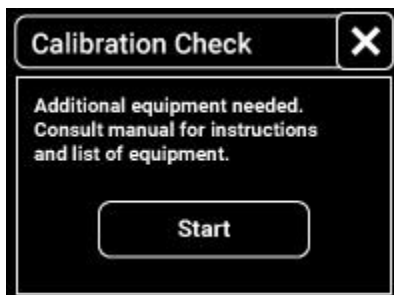 Calibration Check
Additional equipment needed.
Consult manual for instructions
and list of equipment.
Start